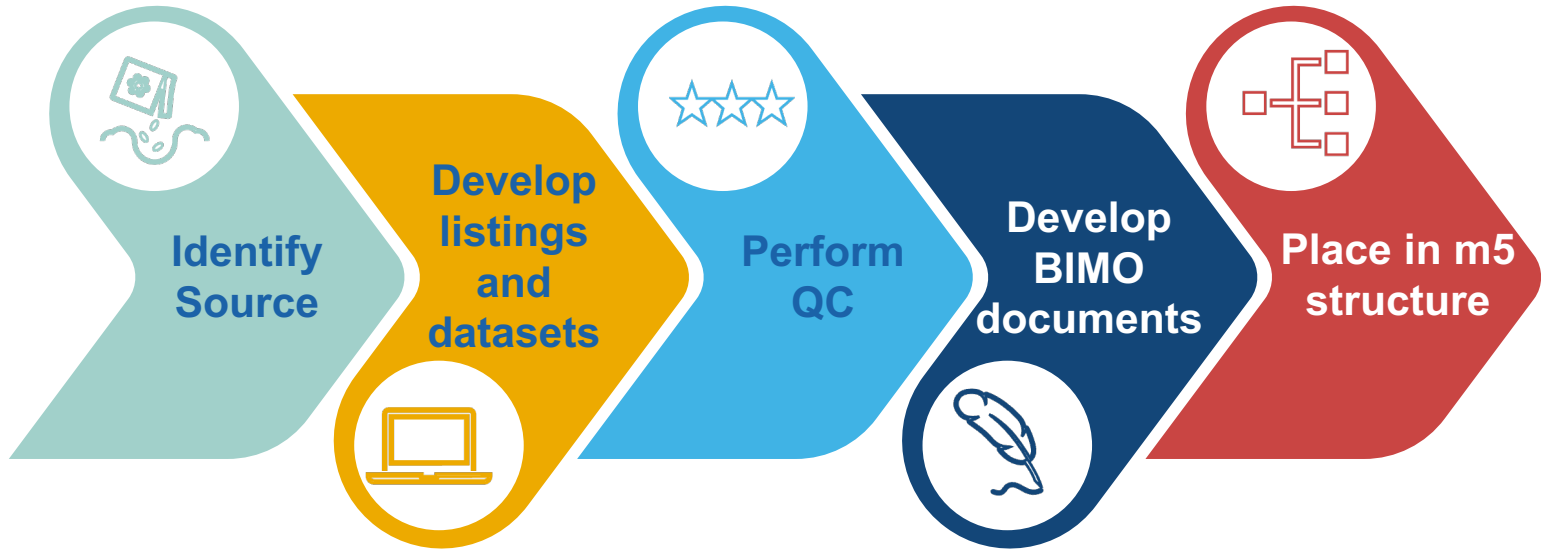 Identify
Source
Develop
listings
and
datasets
Perform
QC
Develop
BIMO
documents
Place in m5
structure